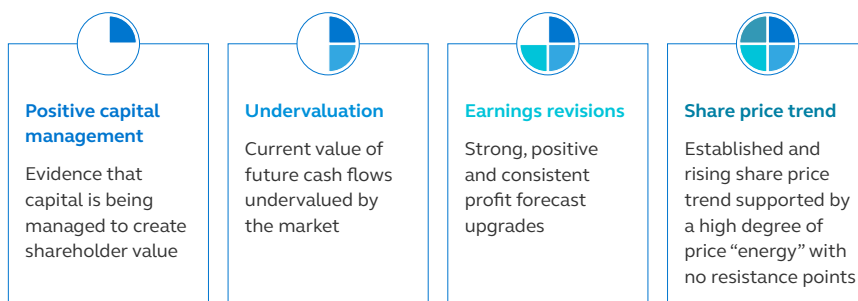 Positive capital
management
Evidence that
capital is being
managed to create
shareholder value
Undervaluation
Current value of
future cash flows
undervalued by
the market
Earnings revisions
Strong, positive
and consistent
profit forecast
upgrades
Share price trend
Established and
rising share price
trend supported by
a high degree of
price “energy” with
no resistance points